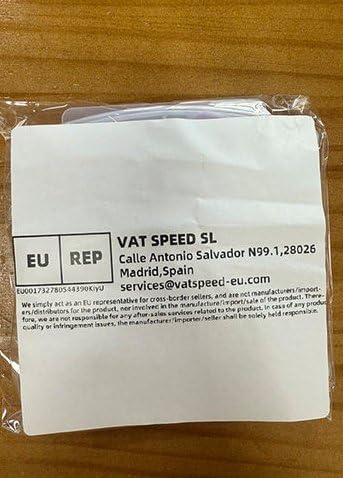 EU REP
VAT SPEED SL
Calle Antonio Salvador N99.1,28026
Madrid,Spain
services@vatspeed-eu.com
We simply act as an EU representative for cross-border sellers, and are not manufacturers/import-
ers/distributors for the product, nor involved in the manufacture/import/sale of the product. There-
fore, we are not responsible for any after-sales services related to the product. In case of any product
quality or infringement issues, the manufacturer/importer/seller shall be solely held responsible.